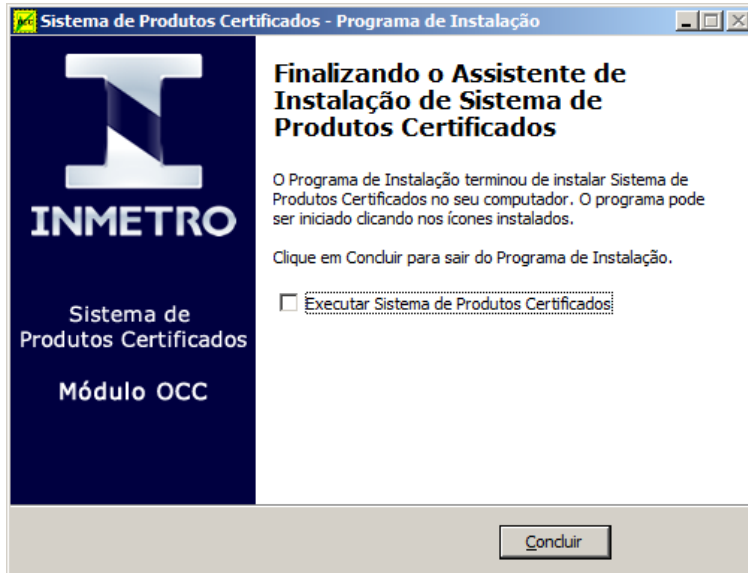 Sistema de Produtos Certificados - Programa de Instalação
INMETRO
Sistema de
Produtos Certificados
Módulo OCC
Finalizando o Assistente de
Instalação de Sistema de
Produtos Certificados
O Programa de Instalação terminou de instalar Sistema de
Produtos Certificados no seu computador. O programa pode
ser iniciado clicando nos ícones instalados.
Clique em Concluir para sair do Programa de Instalação.
Executar Sistema de Produtos Certificados
Concluir